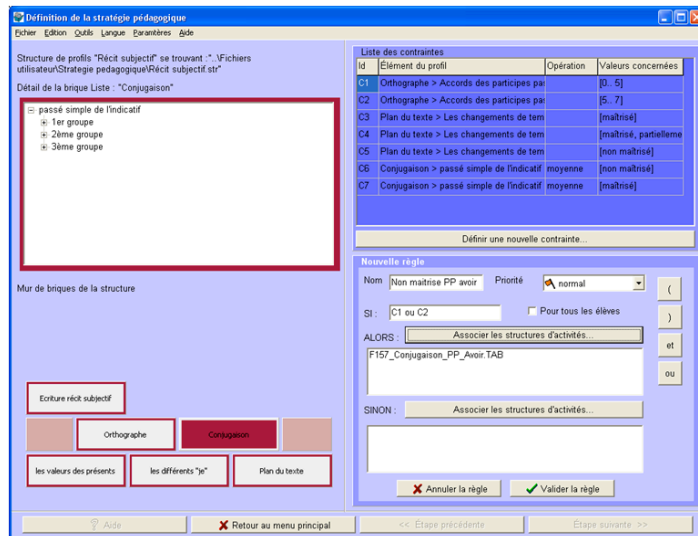 Définition de la stratégie pédagogique
Fichier Edition Outils Langue Paramètres Aide
Structure de profils "Récit subjectif" se trouvant :"..\Fichiers
utilisateur\Strategie pedagogique\Récit subjectif.str"
Détail de la brique Liste : "Conjugaison"
passé simple de l'indicatif
1er groupe
2ème groupe
3ème groupe
Mur de briques de la structure
Ecriture récit subjectif
Orthographe
Conjugaison
les valeurs des présents
les différents "je"
Plan du texte
Liste des contraintes
Id Élément du profil Opération Valeurs concernées
C1 Orthographe > Accords des participes pas [0.. 5]
C2 Orthographe > Accords des participes pas [5.. 7]
C3 Plan du texte > Les changements de tem [maîtrisé]
C4 Plan du texte > Les changements de tem [maîtrisé, partielleme
C5 Plan du texte > Les changements de tem [non maîtrisé]
C6 Conjugaison > passé simple de l'indicatif moyenne [non maîtrisé]
C7 Conjugaison > passé simple de l'indicatif moyenne [maîtrisé]
Définir une nouvelle contrainte...
Nouvelle règle
Nom Non maitrise PP avoir Priorité normal
(
SI : C1 ou C2 Pour tous les élèves
)
ALORS : Associer les structures d'activités...
et
F157_Conjugaison_PP_Avoir.TAB
ou
SINON : Associer les structures d'activités...
Annuler la règle
Valider la règle
Aide
Retour au menu principal
<< Étape précédente
Étape suivante >>